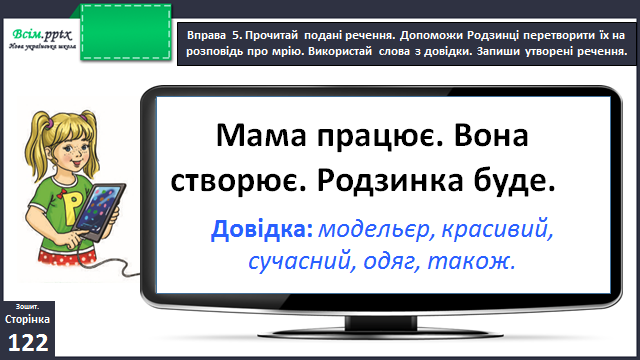 Всім.pptx
Нова українська школа
Вправа 5. Прочитай подані речення. Допоможи Родзинці перетворити їх на
розповідь про мрію. Використай слова з довідки. Запиши утворені речення.
Мама працює. Вона
створює. Родзинка буде.
Довідка: модельєр, красивий,
сучасний, одяг, також.
Р
Зошит.
Сторінка
122